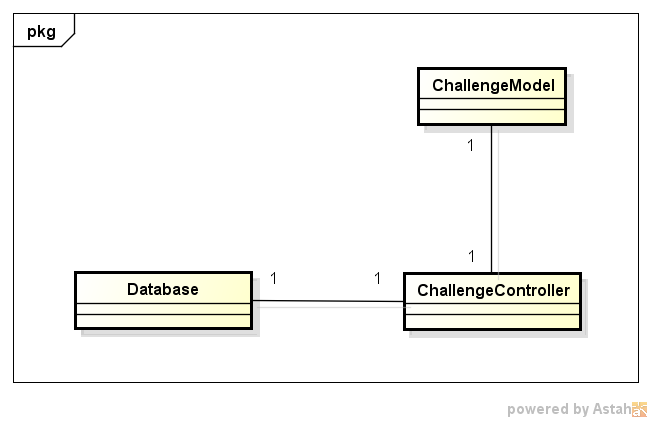 pkg
ChallengeModel
1
1
Database
1
1
ChallengeController
powered by Astah